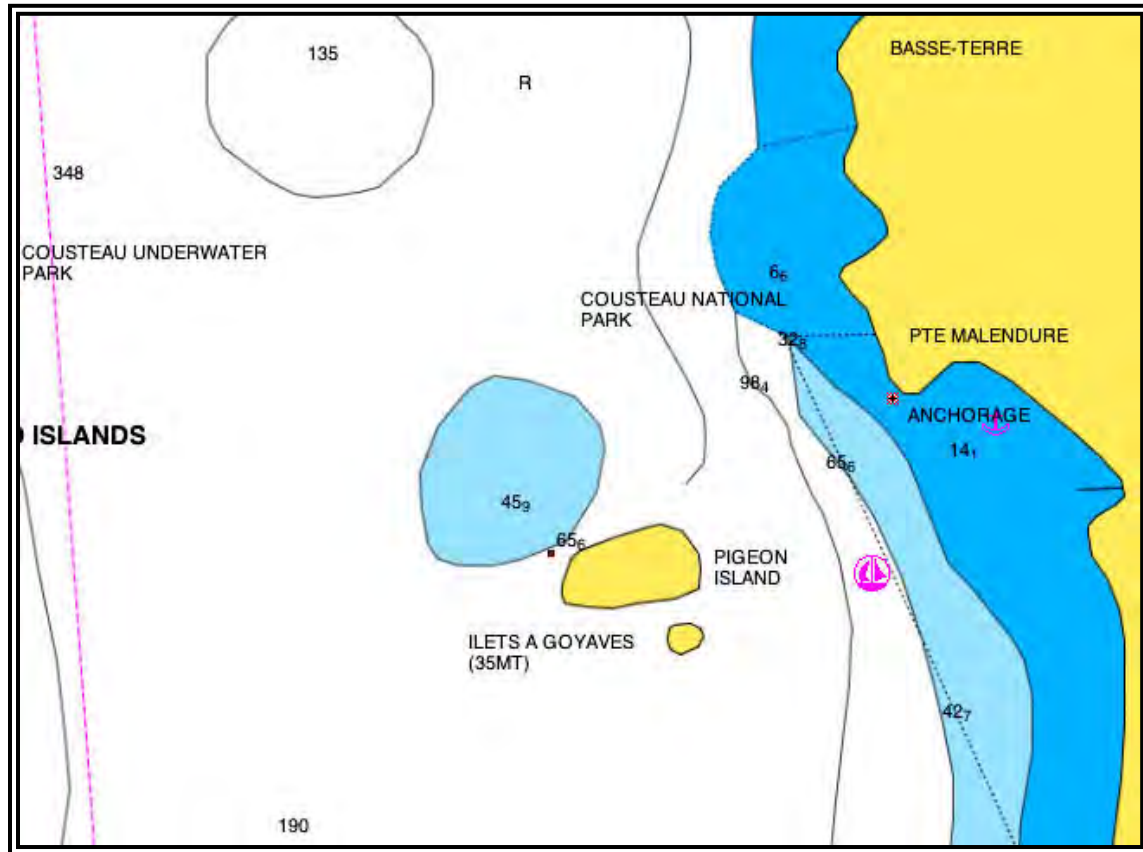 BASSE-TERRE
135
R
348
COUSTEAU UNDERWATER
PARK
6₆
COUSTEAU NATIONAL
PARK
32₈
PTE MALENDURE
98₄
ANCHORAGE
ISLANDS
14₁
65₆
45₉
65₆
PIGEON
ISLAND
ILETS A GOYAVES
(35MT)
42₇
190